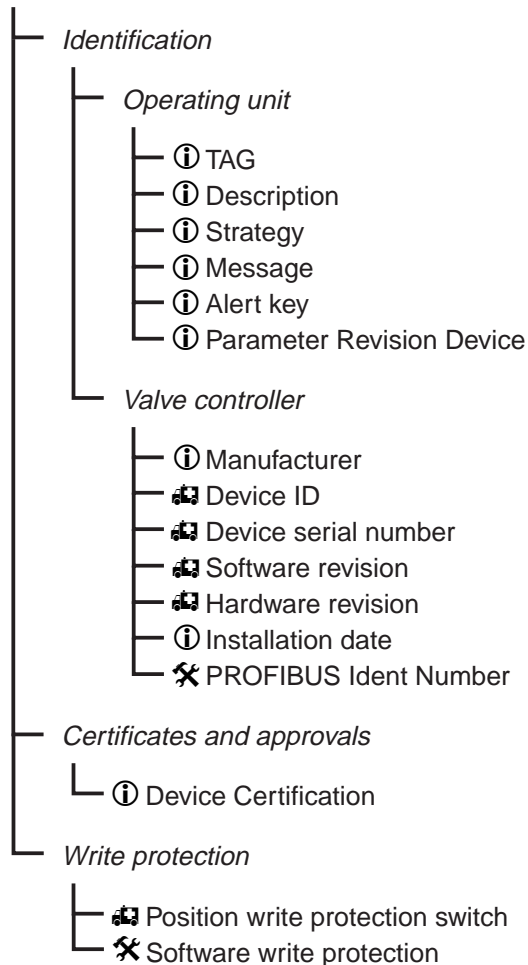 Identification
Operating unit
TAG
Description
Strategy
Message
Alert key
Parameter Revision Device
Valve controller
Manufacturer
Device ID
Device serial number
Software revision
Hardware revision
Installation date
PROFIBUS Ident Number
Certificates and approvals
Device Certification
Write protection
Position write protection switch
Software write protection